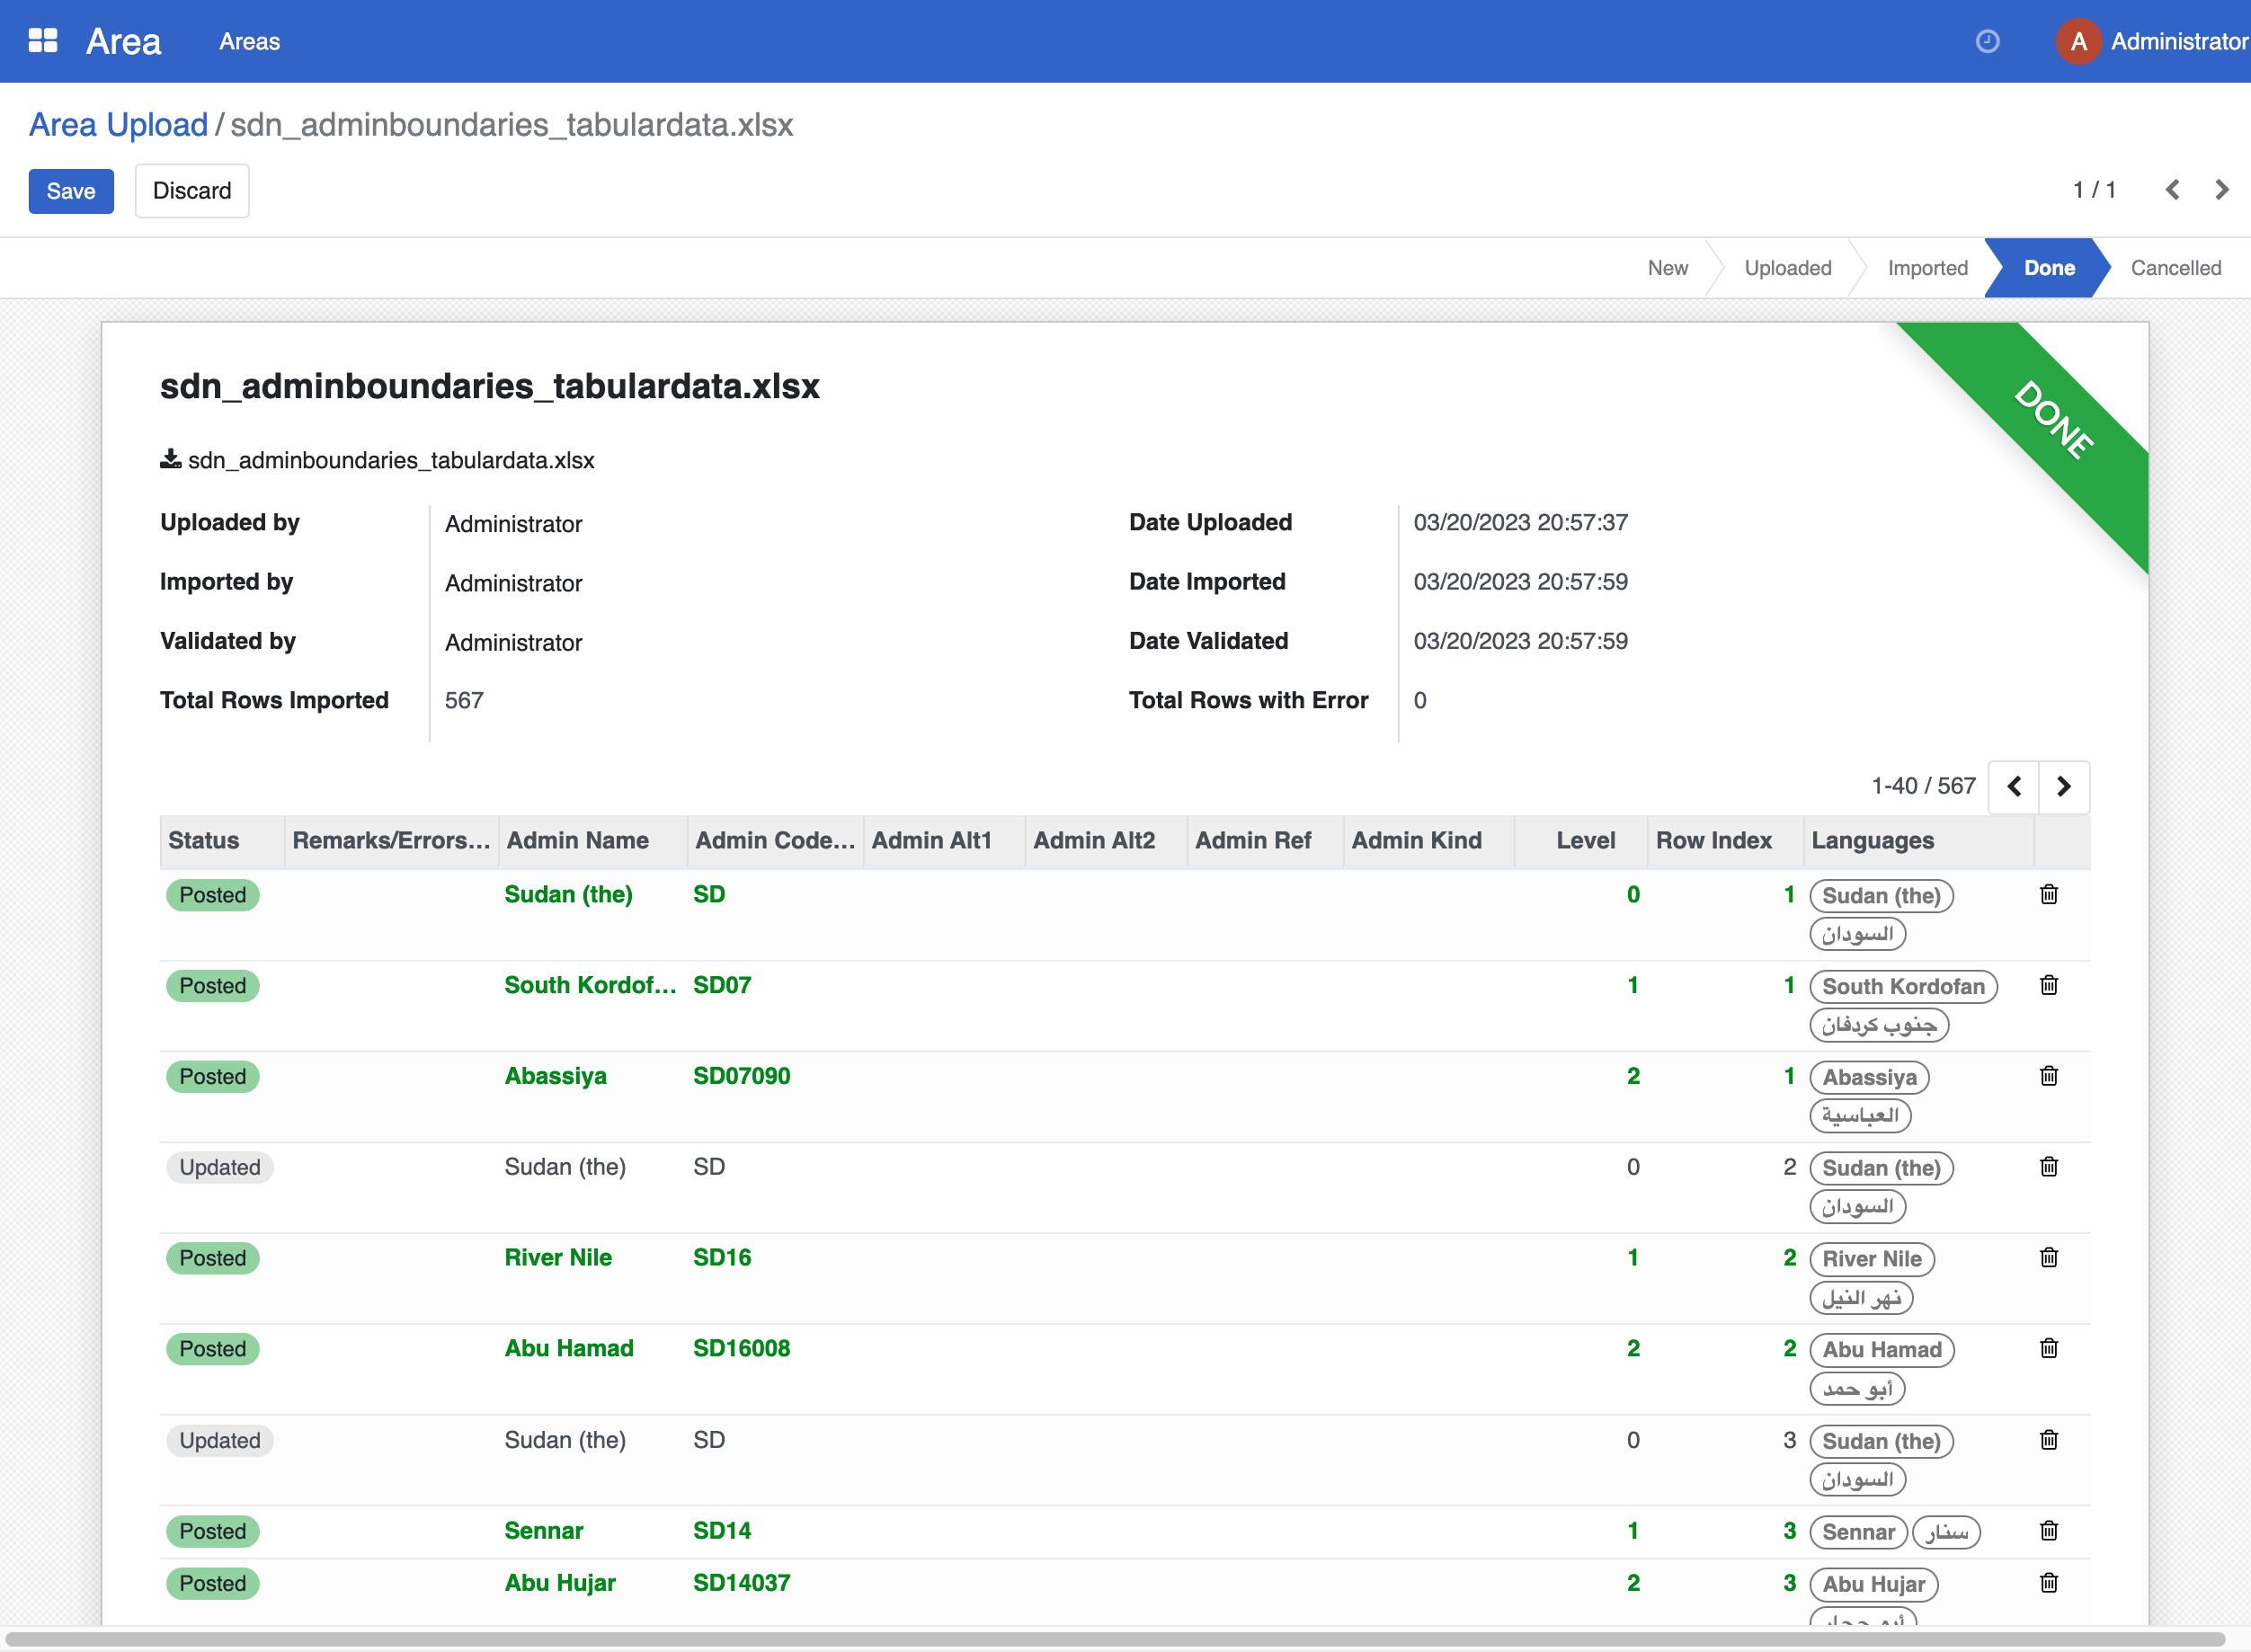 Area Areas A Administrator
Area Upload / sdn_adminboundaries_tabulardata.xlsx
Save Discard 1 / 1
New Uploaded Imported Done Cancelled
DONE
sdn_adminboundaries_tabulardata.xlsx
sdn_adminboundaries_tabulardata.xlsx
Uploaded by Administrator Date Uploaded 03/20/2023 20:57:37
Imported by Administrator Date Imported 03/20/2023 20:57:59
Validated by Administrator Date Validated 03/20/2023 20:57:59
Total Rows Imported 567 Total Rows with Error 0
1-40 / 567
Status Remarks/Errors... Admin Name Admin Code... Admin Alt1 Admin Alt2 Admin Ref Admin Kind Level Row Index Languages
Posted Sudan (the) SD 0 1 Sudan (the)
السودان
Posted South Kordof... SD07 1 1 South Kordofan
جنوب كردفان
Posted Abassiya SD07090 2 1 Abassiya
العباسية
Updated Sudan (the) SD 0 2 Sudan (the)
السودان
Posted River Nile SD16 1 2 River Nile
نهر النيل
Posted Abu Hamad SD16008 2 2 Abu Hamad
أبو حمد
Updated Sudan (the) SD 0 3 Sudan (the)
السودان
Posted Sennar SD14 1 3 Sennar سنار
Posted Abu Hujar SD14037 2 3 Abu Hujar